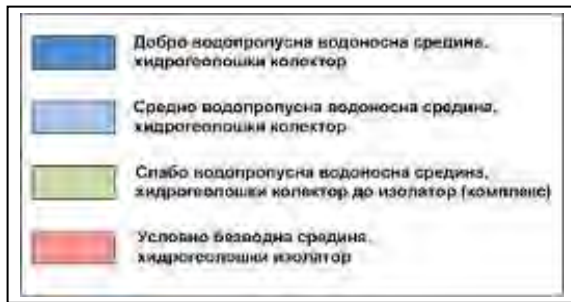 Добро водопропусна водоносна средина,
хидрогеолошки колектор
Средно водопропусна водоносна средина,
хидрогеолошки колектор
Слабо водопропусна водоносна средина,
хидрогеолошки колектор до изолатор (комплекс)
Условно безводна средина,
хидрогеолошки изолатор